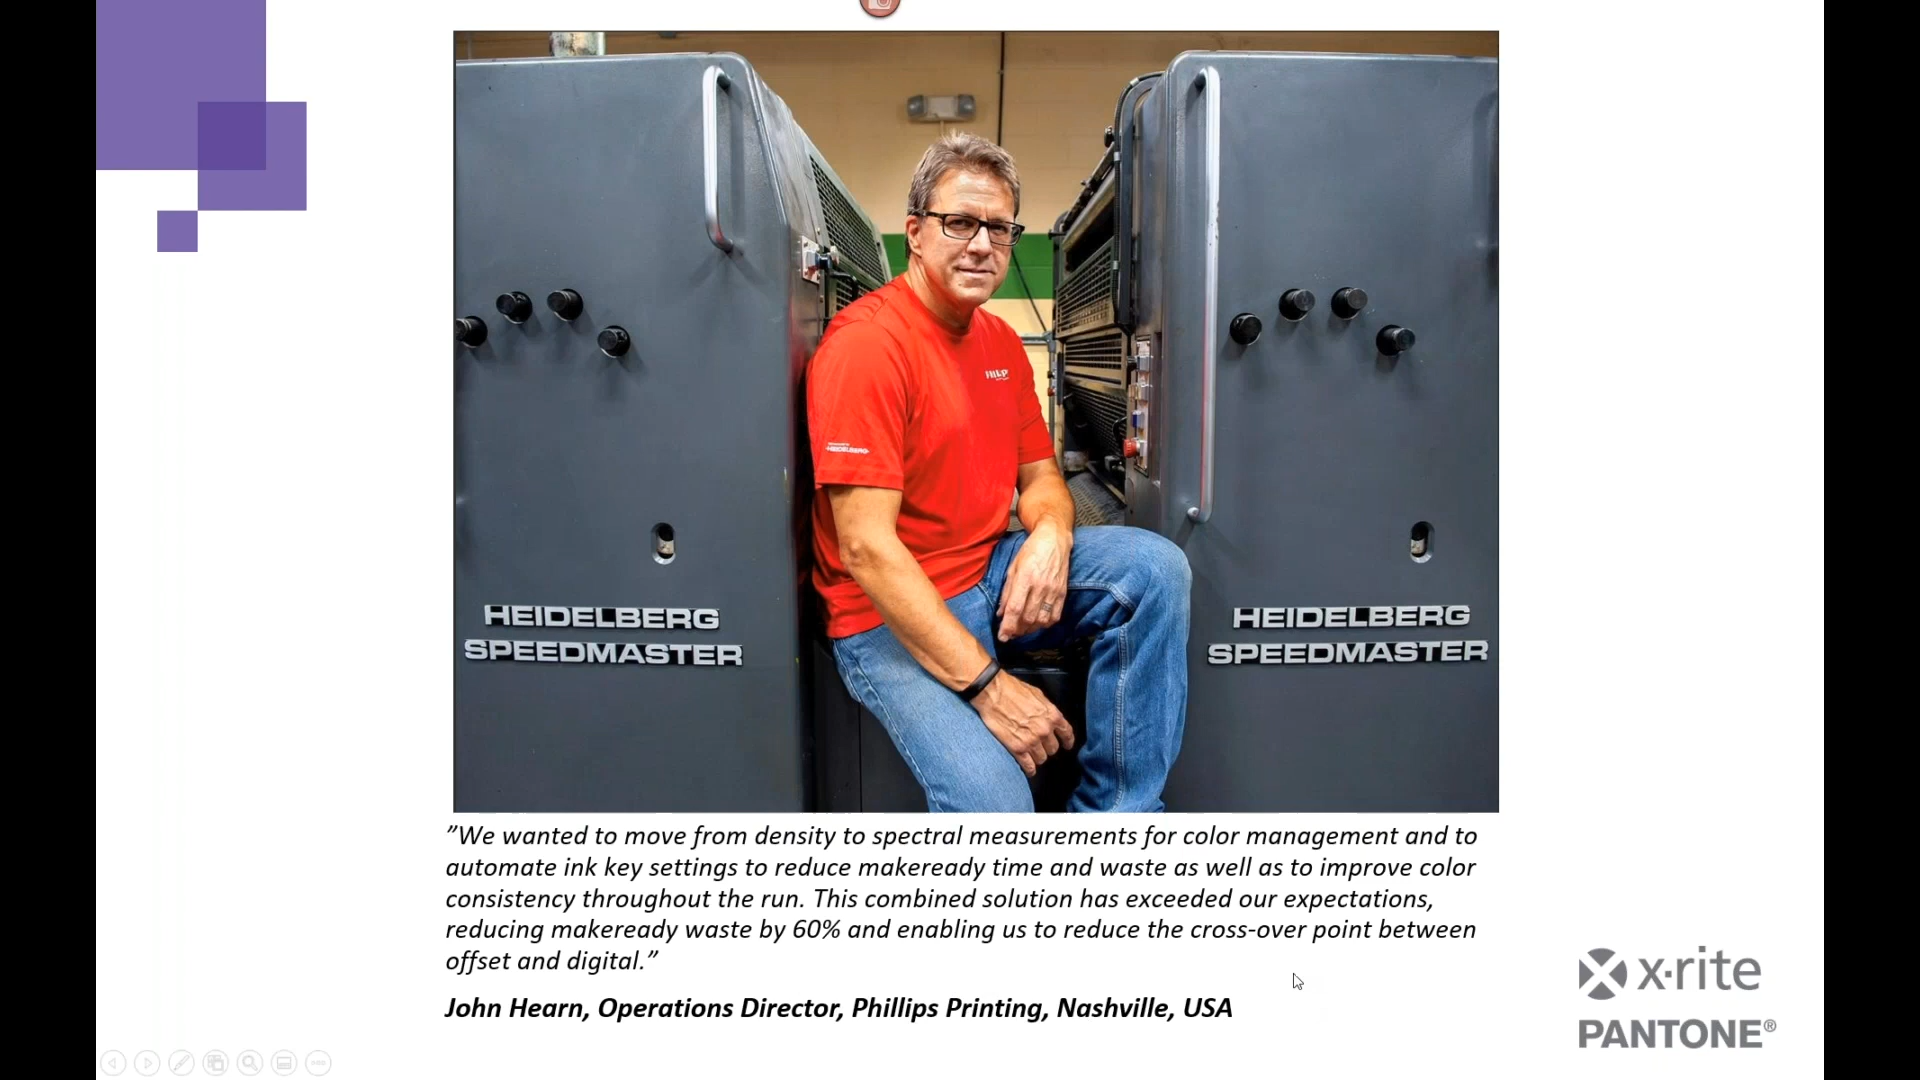 HEIDELBERG
HEIDELBERG
SPEEDMASTER
HEIDELBERG
SPEEDMASTER
”We wanted to move from density to spectral measurements for color management and to
automate ink key settings to reduce makeready time and waste as well as to improve color
consistency throughout the run. This combined solution has exceeded our expectations,
reducing makeready waste by 60% and enabling us to reduce the cross-over point between
offset and digital.”
John Hearn, Operations Director, Phillips Printing, Nashville, USA
x·rite
PANTONE®